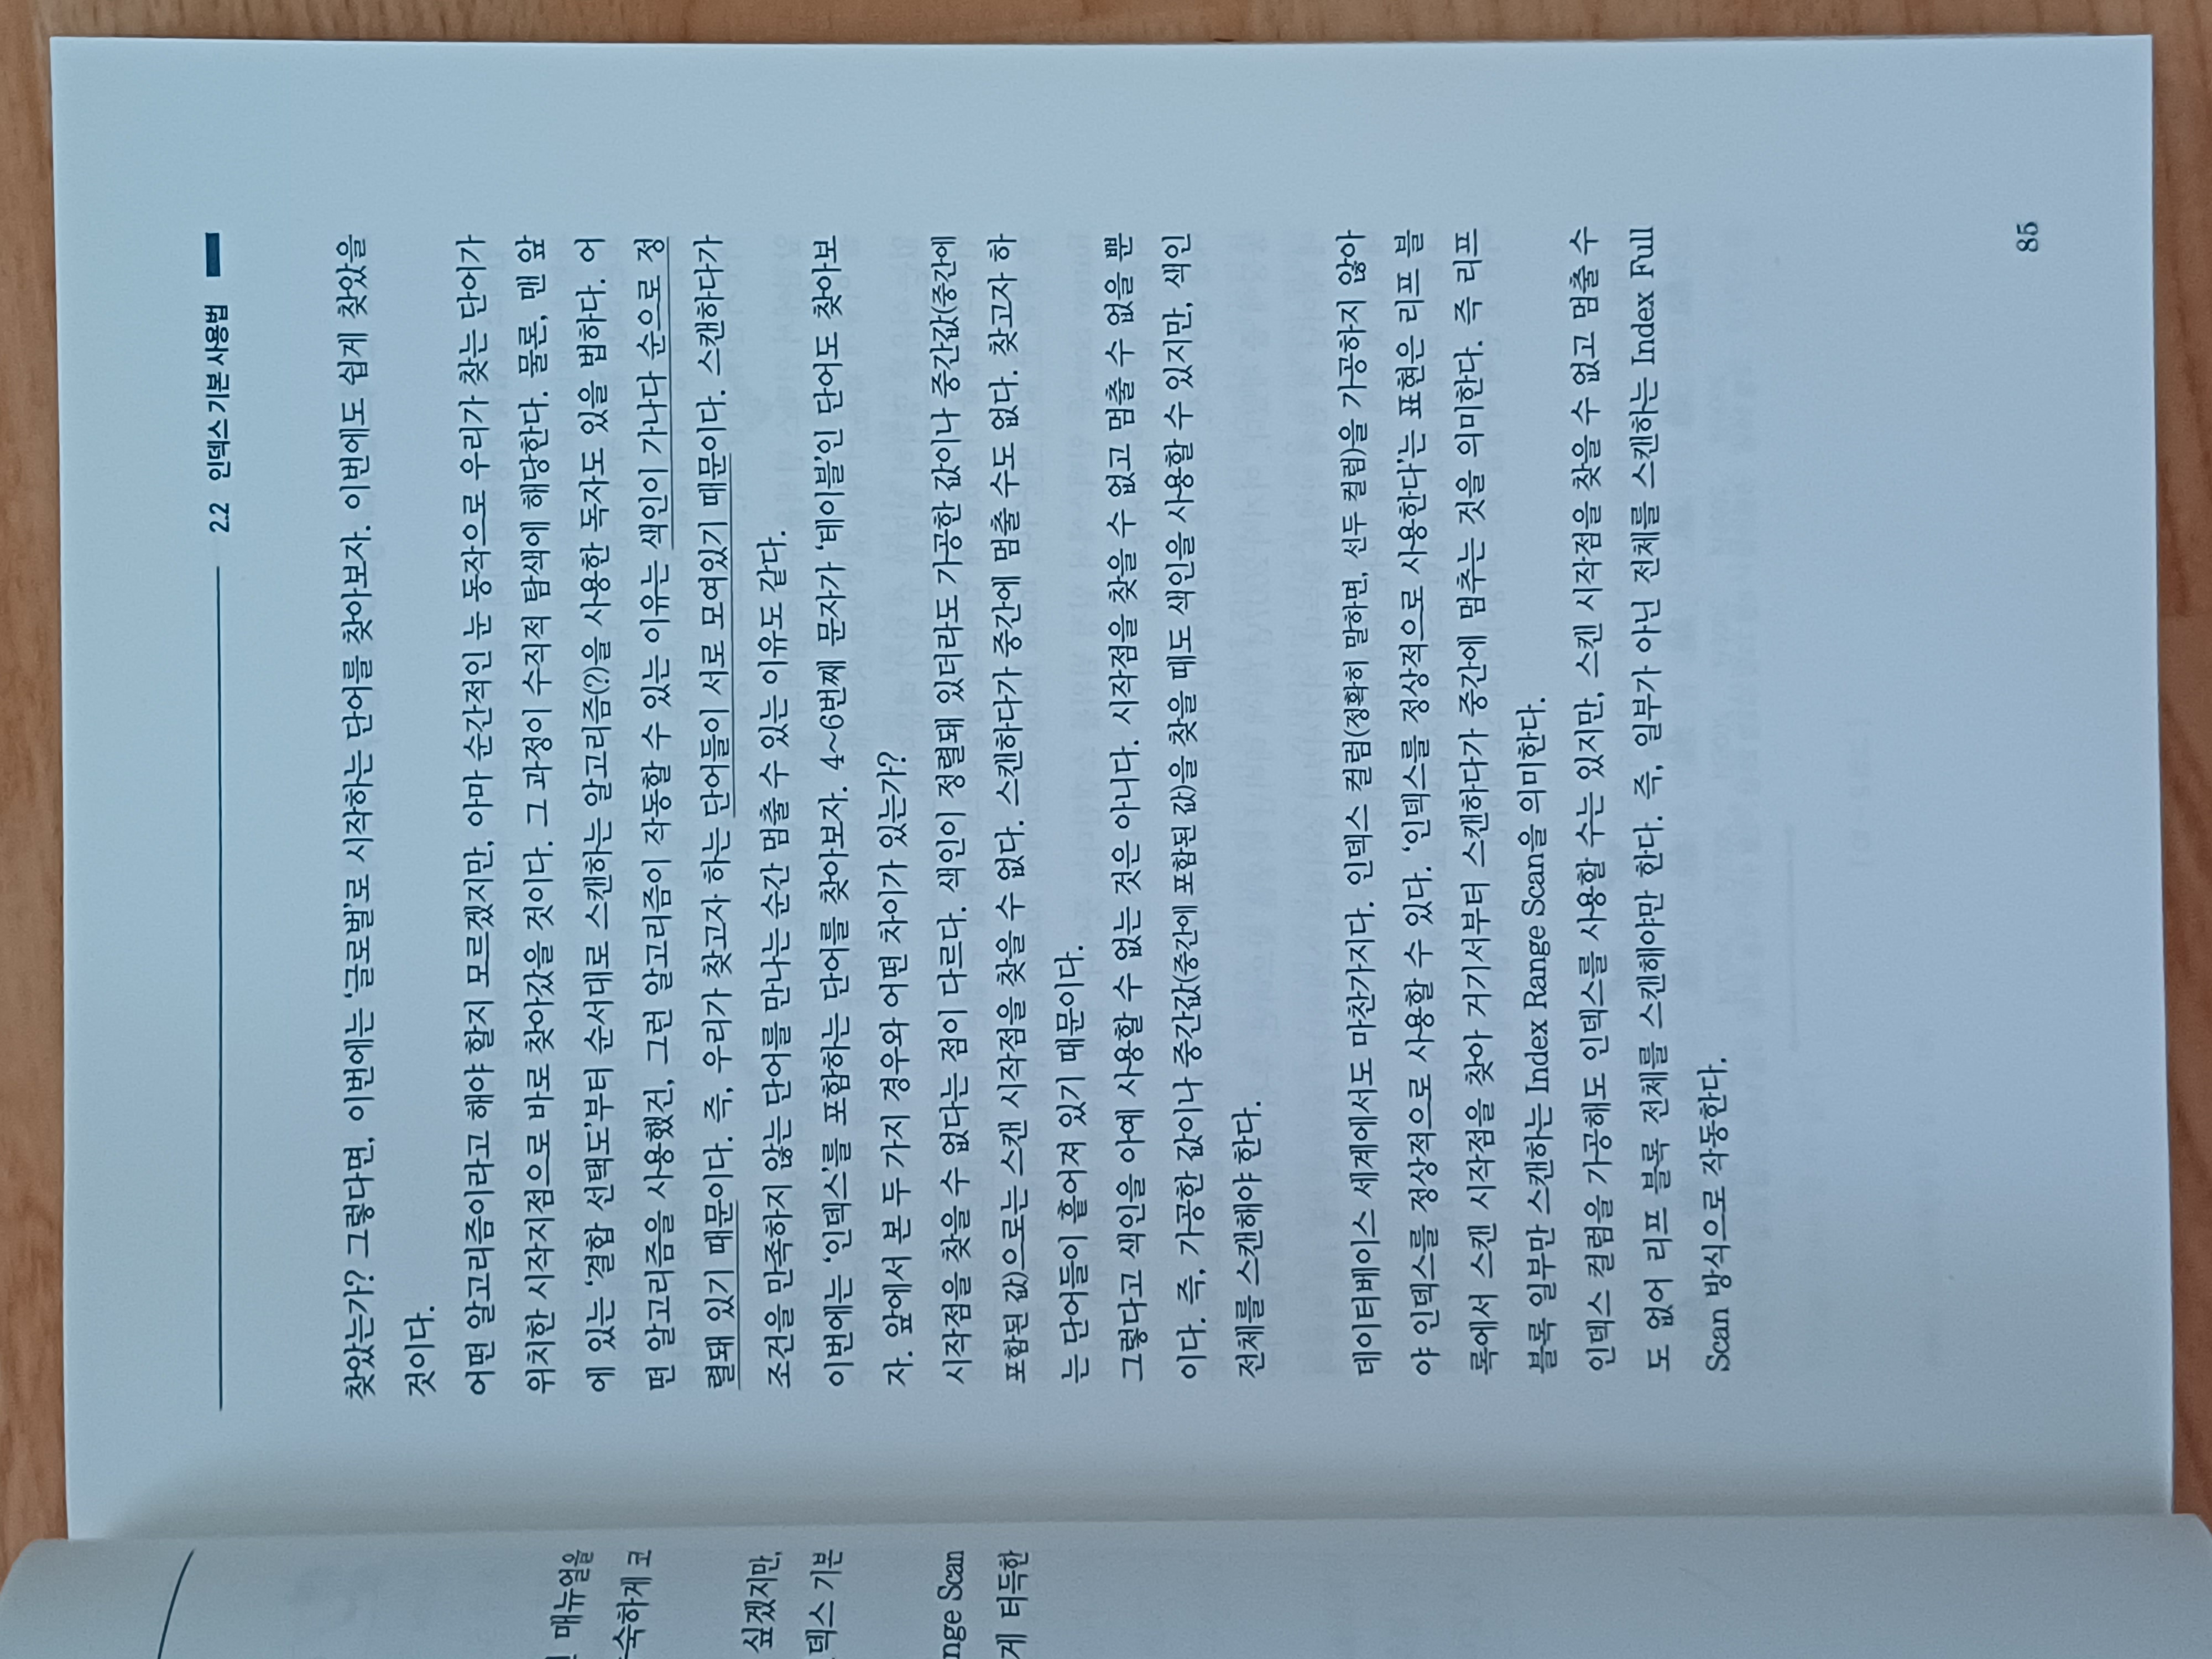 매뉴얼을
숙하게 코
싶겠지만,
덱스 기본
nge Scan
게 터득한
2.2 인덱스 기본 사용법
찾았는가? 그렇다면, 이번에는 ‘글로벌’로 시작하는 단어를 찾아보자. 이번에도 쉽게 찾았을
것이다.
어떤 알고리즘이라고 해야 할지 모르겠지만, 아마 순간적인 눈 동작으로 우리가 찾는 단어가
위치한 시작지점으로 바로 찾아갔을 것이다. 그 과정이 수직적 탐색에 해당한다. 물론, 맨 앞
에 있는 ‘결합 선택도’부터 순서대로 스캔하는 알고리즘(?)을 사용한 독자도 있을 법하다. 어
떤 알고리즘을 사용했건, 그런 알고리즘이 작동할 수 있는 이유는 색인이 가나다 순으로 정
렬돼 있기 때문이다. 즉, 우리가 찾고자 하는 단어들이 서로 모여있기 때문이다. 스캔하다가
조건을 만족하지 않는 단어를 만나는 순간 멈출 수 있는 이유도 같다.
이번에는 ‘인덱스’를 포함하는 단어를 찾아보자. 4~6번째 문자가 ‘테이블’인 단어도 찾아보
자. 앞에서 본 두 가지 경우와 어떤 차이가 있는가?
시작점을 찾을 수 없다는 점이 다르다. 색인이 정렬돼 있더라도 가공한 값이나 중간값(중간에
포함된 값)으로는 스캔 시작점을 찾을 수 없다. 스캔하다가 중간에 멈출 수도 없다. 찾고자 하
는 단어들이 흩어져 있기 때문이다.
그렇다고 색인을 아예 사용할 수 없는 것은 아니다. 시작점을 찾을 수 없고 멈출 수 없을 뿐
이다. 즉, 가공한 값이나 중간값(중간에 포함된 값)을 찾을 때도 색인을 사용할 수 있지만, 색인
전체를 스캔해야 한다.
데이터베이스 세계에서도 마찬가지다. 인덱스 컬럼(정확히 말하면, 선두 컬럼)을 가공하지 않아
야 인덱스를 정상적으로 사용할 수 있다. ‘인덱스를 정상적으로 사용한다’는 표현은 리프 블
록에서 스캔 시작점을 찾아 거기서부터 스캔하다가 중간에 멈추는 것을 의미한다. 즉 리프
블록 일부만 스캔하는 Index Range Scan을 의미한다.
인덱스 컬럼을 가공해도 인덱스를 사용할 수는 있지만, 스캔 시작점을 찾을 수 없고 멈출 수
도 없어 리프 블록 전체를 스캔해야만 한다. 즉, 일부가 아닌 전체를 스캔하는 Index Full
Scan 방식으로 작동한다.
85